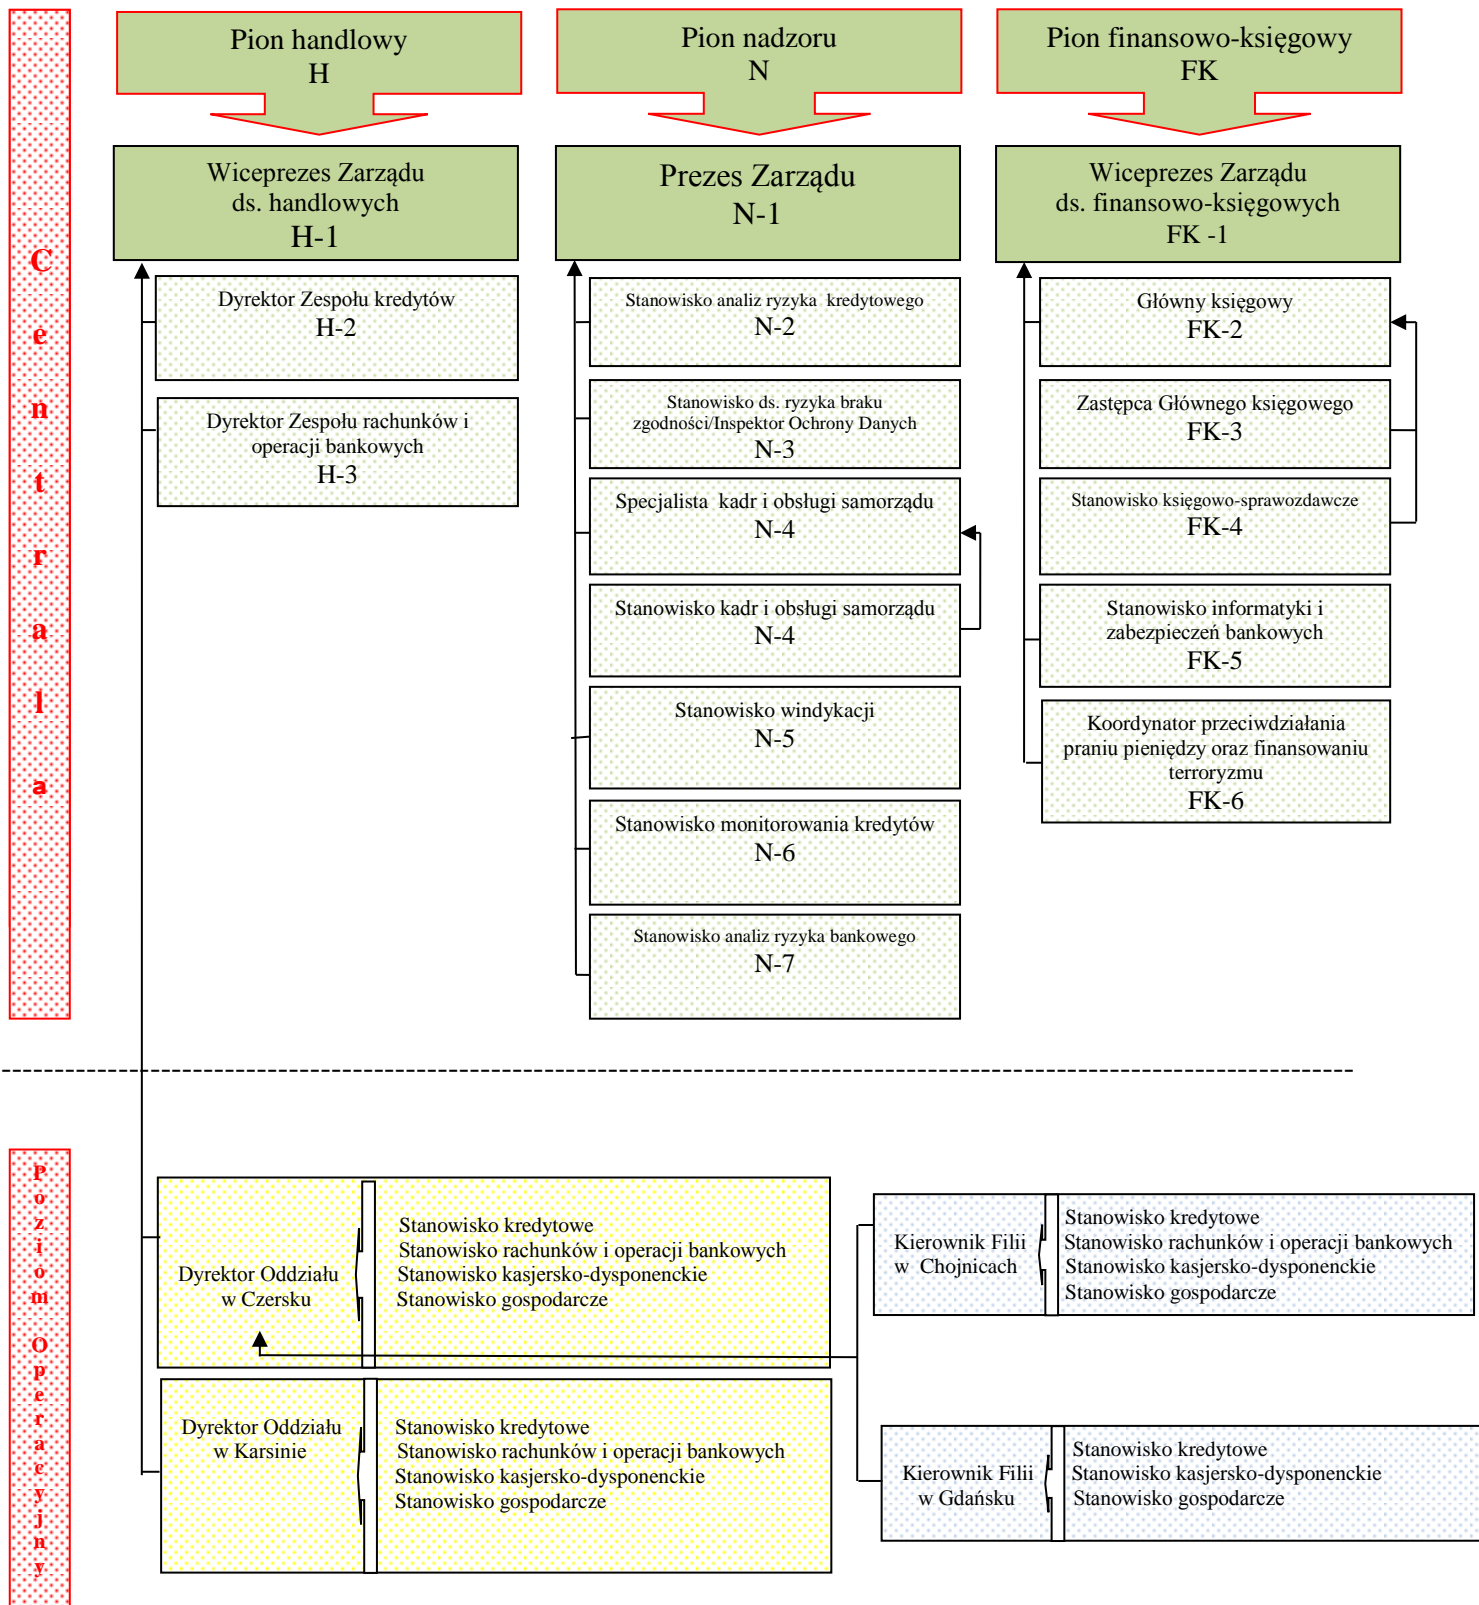 Centrala
Pion handlowy
H
Wiceprezes Zarządu
ds. handlowych
H-1
Dyrektor Zespołu kredytów
H-2
Dyrektor Zespołu rachunków i
operacji bankowych
H-3
Pion nadzoru
N
Prezes Zarządu
N-1
Stanowisko analiz ryzyka kredytowego
N-2
Stanowisko ds. ryzyka braku
zgodności/Inspektor Ochrony Danych
N-3
Specjalista kadr i obsługi samorządu
N-4
Stanowisko kadr i obsługi samorządu
N-4
Stanowisko windykacji
N-5
Stanowisko monitorowania kredytów
N-6
Stanowisko analiz ryzyka bankowego
N-7
Pion finansowo-księgowy
FK
Wiceprezes Zarządu
ds. finansowo-księgowych
FK -1
Główny księgowy
FK-2
Zastępca Głównego księgowego
FK-3
Stanowisko księgowo-sprawozdawcze
FK-4
Stanowisko informatyki i
zabezpieczeń bankowych
FK-5
Koordynator przeciwdziałania
praniu pieniędzy oraz finansowaniu
terroryzmu
FK-6
Poziom Operacyjny
Dyrektor Oddziału
w Czersku
Stanowisko kredytowe
Stanowisko rachunków i operacji bankowych
Stanowisko kasjersko-dysponenckie
Stanowisko gospodarcze
Kierownik Filii
w Chojnicach
Stanowisko kredytowe
Stanowisko rachunków i operacji bankowych
Stanowisko kasjersko-dysponenckie
Stanowisko gospodarcze
Dyrektor Oddziału
w Karsinie
Stanowisko kredytowe
Stanowisko rachunków i operacji bankowych
Stanowisko kasjersko-dysponenckie
Stanowisko gospodarcze
Kierownik Filii
w Gdańsku
Stanowisko kredytowe
Stanowisko kasjersko-dysponenckie
Stanowisko gospodarcze